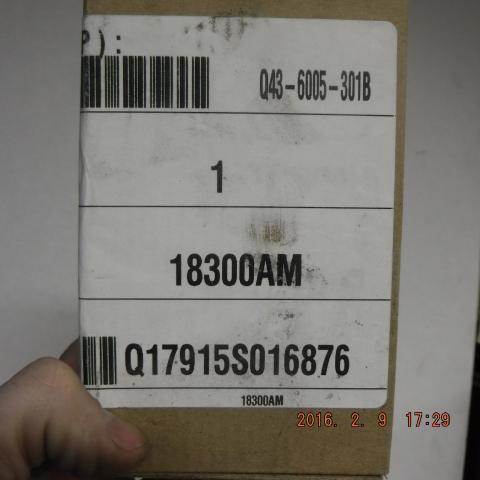 P):
Q43-6005-301B
1
18300AM
Q17915S016876
18300AM
2016. 2. 9 17:29